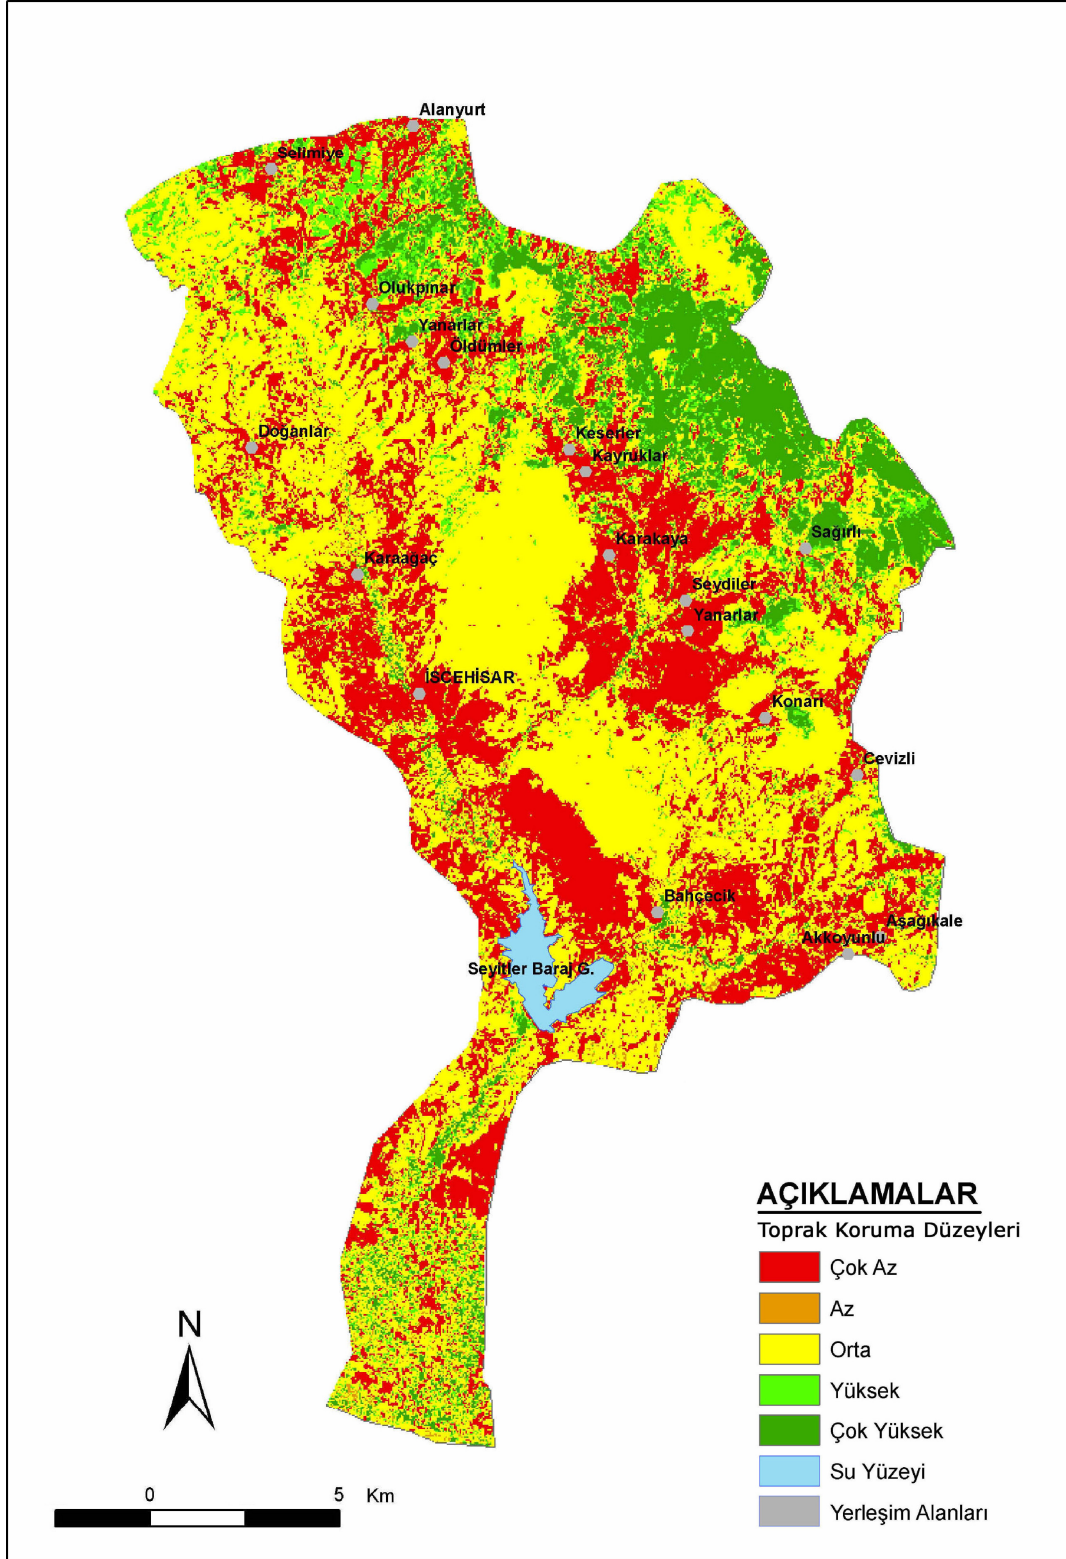 Alanyurt
Selimiye
Olukpınar
Yanarlar
Öldümler
Doğanlar
Keserler
Kayruklar
Sağırlı
Karakaya
Karaağaç
Seydiler
Yanarlar
İSCEHİSAR
Konarı
Cevizli
Bahçecik
Aşağıkale
Akkoyunlu
Seyitler Baraj G.
AÇIKLAMALAR
Toprak Koruma Düzeyleri
Çok Az
Az
Orta
Yüksek
Çok Yüksek
Su Yüzeyi
Yerleşim Alanları
N
0 5 Km